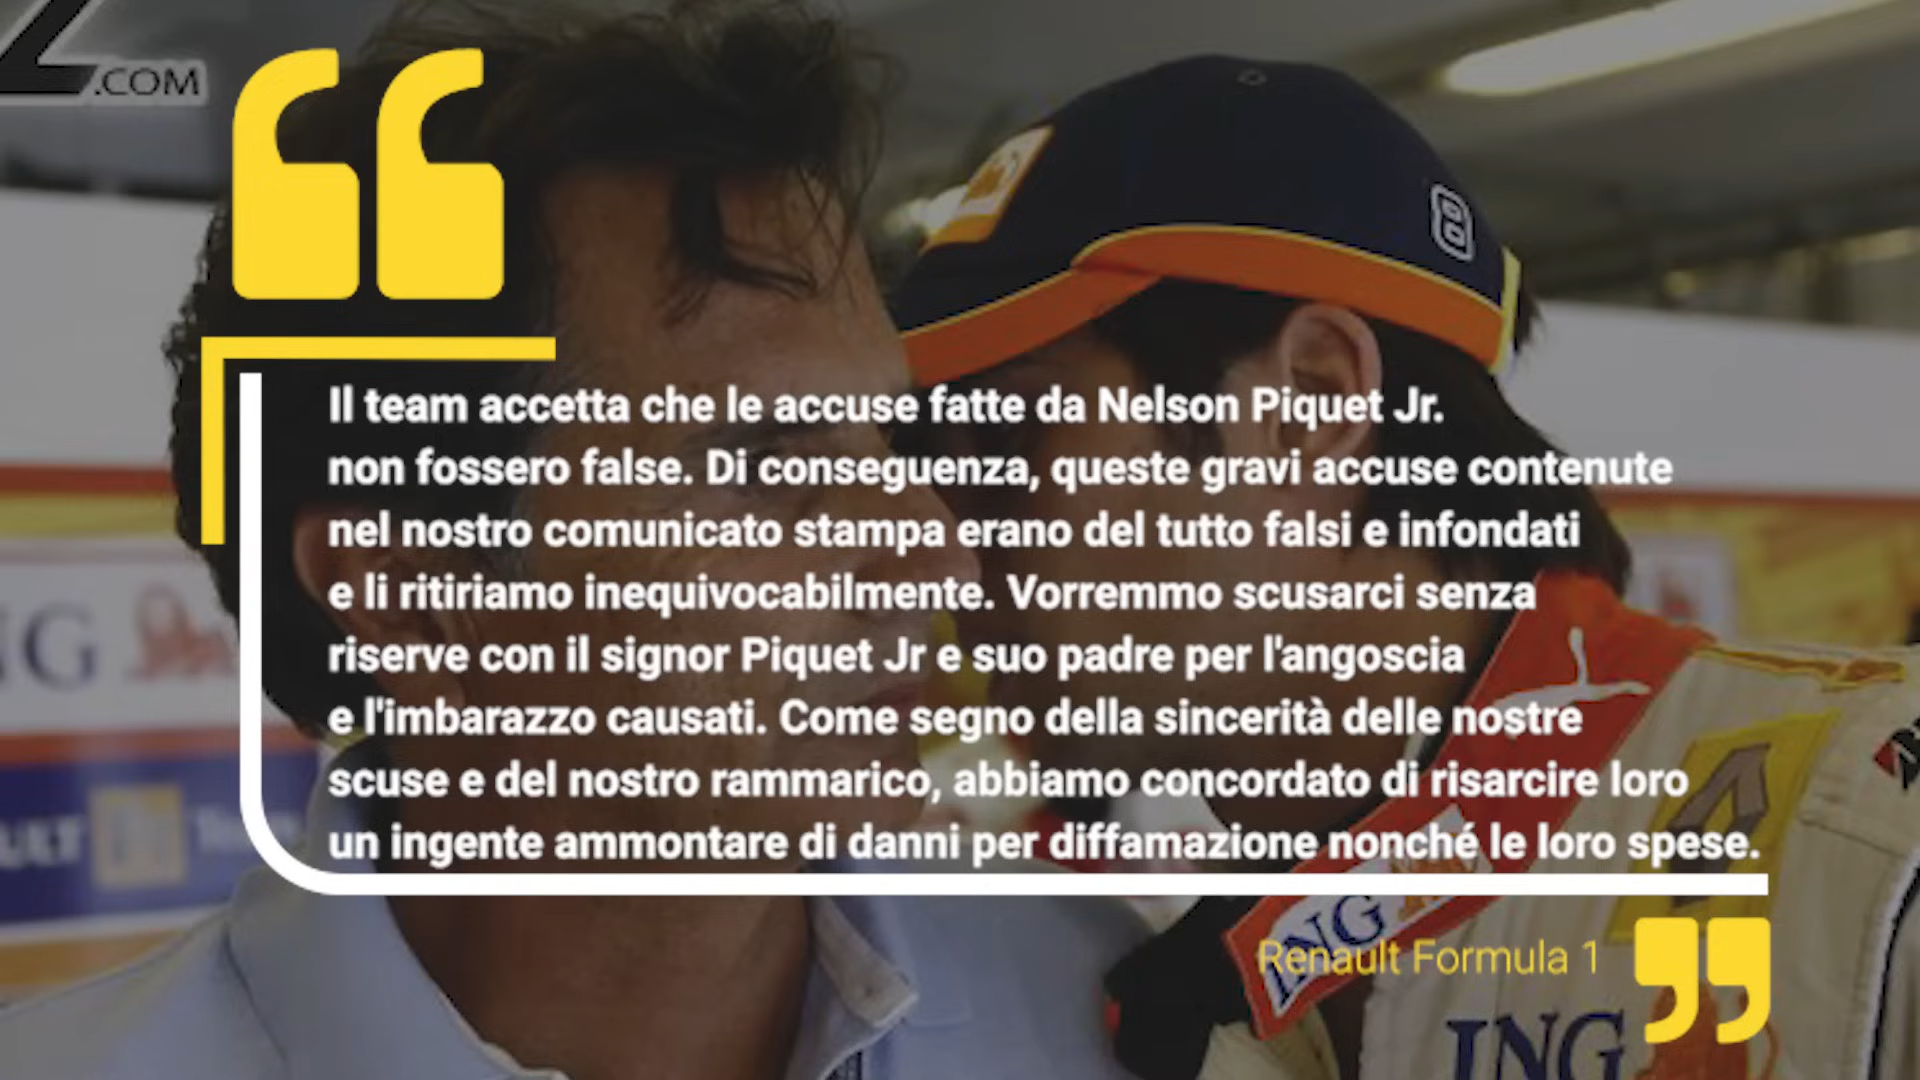 .COM
Il team accetta che le accuse fatte da Nelson Piquet Jr.
non fossero false. Di conseguenza, queste gravi accuse contenute
nel nostro comunicato stampa erano del tutto falsi e infondati
e li ritiriamo inequivocabilmente. Vorremmo scusarci senza
riserve con il signor Piquet Jr e suo padre per l'angoscia
e l'imbarazzo causati. Come segno della sincerità delle nostre
scuse e del nostro rammarico, abbiamo concordato di risarcire loro
un ingente ammontare di danni per diffamazione nonché le loro spese.
Renault Formula 1
ING
ING
8